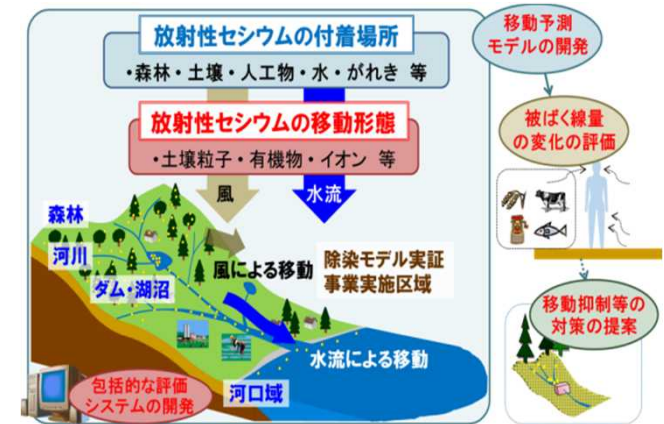 放射性セシウムの付着場所
・森林・土壌・人工物・水・がれき 等
放射性セシウムの移動形態
・土壌粒子・有機物・イオン 等
風
水流
森林
河川
ダム・湖沼
風による移動
除染モデル実証
事業実施区域
水流による移動
河口域
包括的な評価
システムの開発
移動予測
モデルの開発
被ばく線量
の変化の評価
移動抑制等の
対策の提案